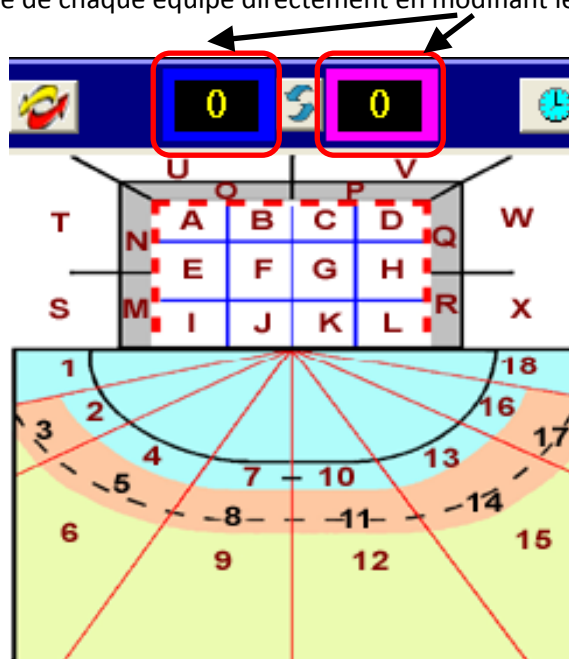 e de chaque équipe directement en modifiant le
0 0
U V
O P
T N A B C D Q W
E F G H
S M I J K L R X
1 18
2 16
3 17
4 13
7 10
5 14
8 11
6 15
9 12